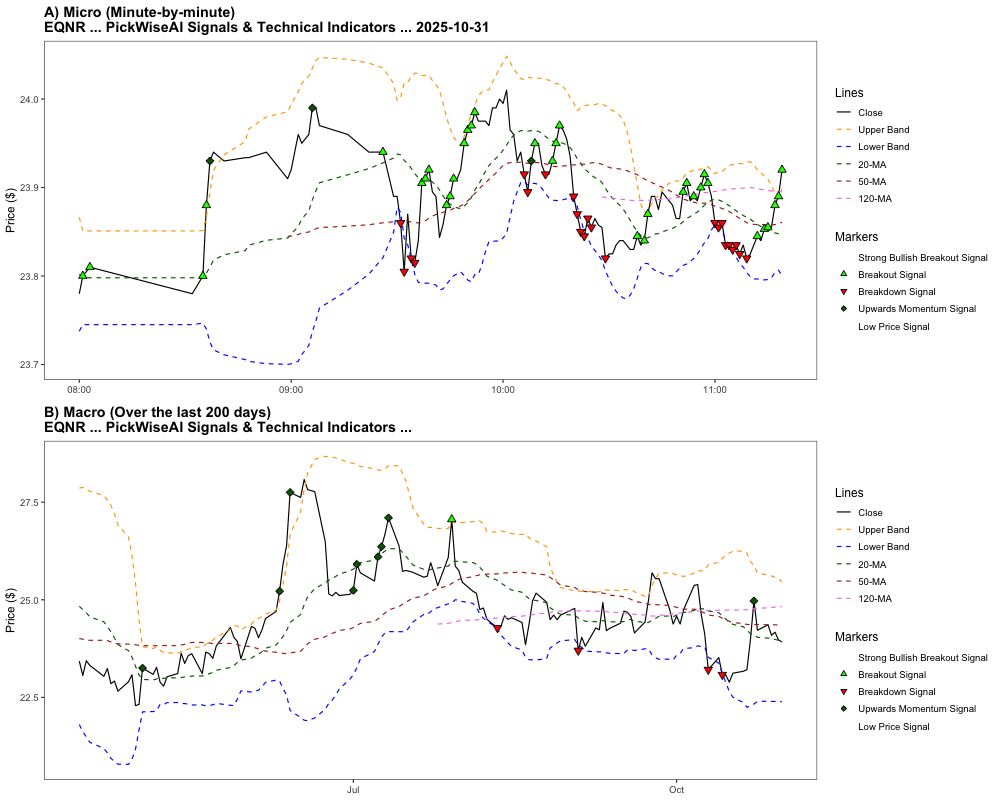 A) Micro (Minute-by-minute)
EQNR ... PickWiseAI Signals & Technical Indicators ... 2025-10-31
Price ($)
24.0
23.9
23.8
23.7
08:00
09:00
10:00
11:00
Lines
Close
Upper Band
Lower Band
20-MA
50-MA
120-MA
Markers
Strong Bullish Breakout Signal
Breakout Signal
Breakdown Signal
Upwards Momentum Signal
Low Price Signal
B) Macro (Over the last 200 days)
EQNR ... PickWiseAI Signals & Technical Indicators ...
Price ($)
27.5
25.0
22.5
Jul
Oct
Lines
Close
Upper Band
Lower Band
20-MA
50-MA
120-MA
Markers
Strong Bullish Breakout Signal
Breakout Signal
Breakdown Signal
Upwards Momentum Signal
Low Price Signal